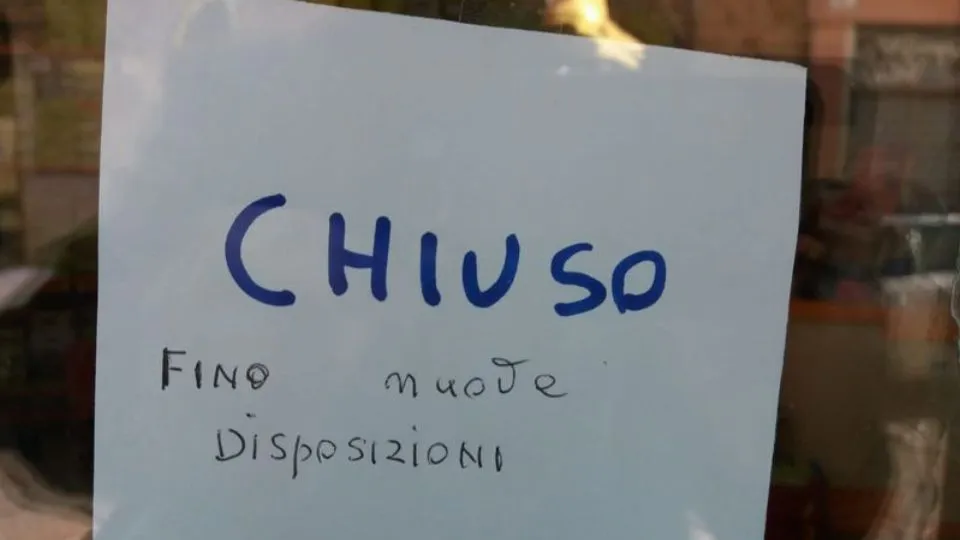 CHIUSO
FINO nuove
DISPOSIZIONI